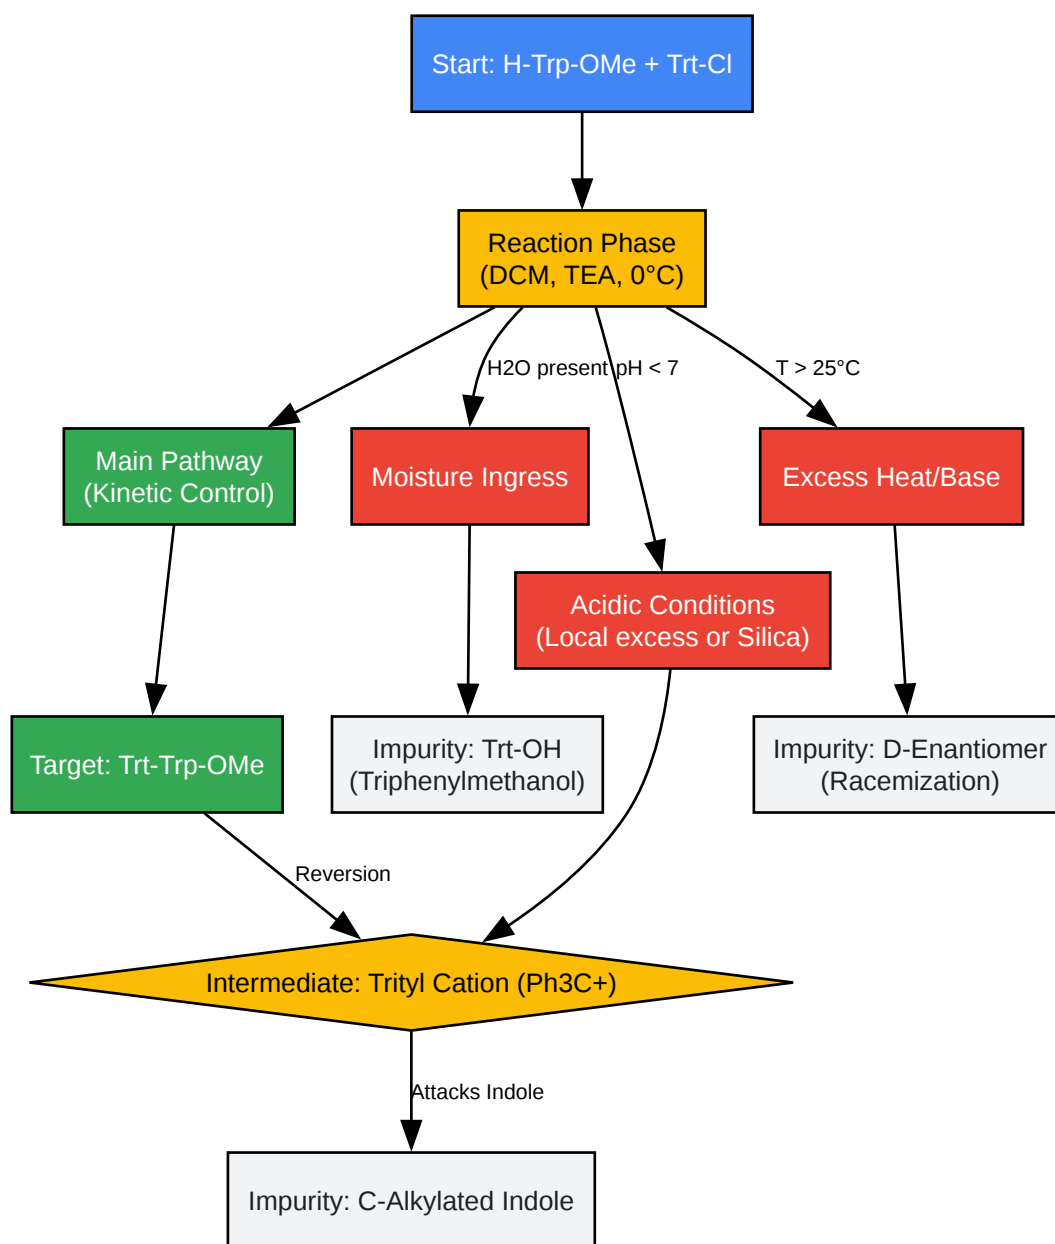 Start: H-Trp-OMe + Trt-Cl
Reaction Phase
(DCM, TEA, 0°C)
H2O present
pH < 7
T > 25°C
Main Pathway
(Kinetic Control)
Moisture Ingress
Excess Heat/Base
Acidic Conditions
(Local excess or Silica)
Target: Trt-Trp-OMe
Impurity: Trt-OH
(Triphenylmethanol)
Impurity: D-Enantiomer
(Racemization)
Reversion
Intermediate: Trityl Cation (Ph3C+)
Attacks Indole
Impurity: C-Alkylated Indole